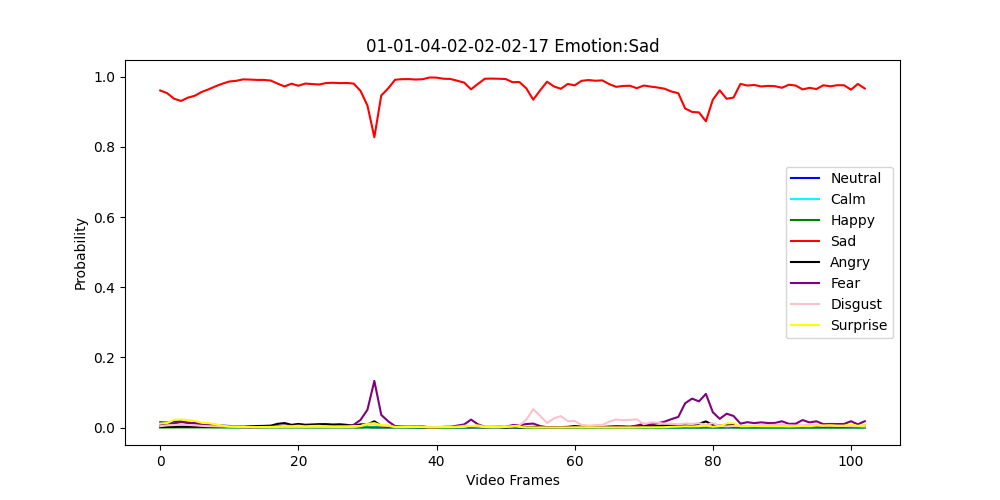 01-01-04-02-02-02-17 Emotion:Sad
1.0
0.8
0.6
0.4
0.2
0.0
Probability
0
20
40
60
80
100
Video Frames
Neutral
Calm
Happy
Sad
Angry
Fear
Disgust
Surprise